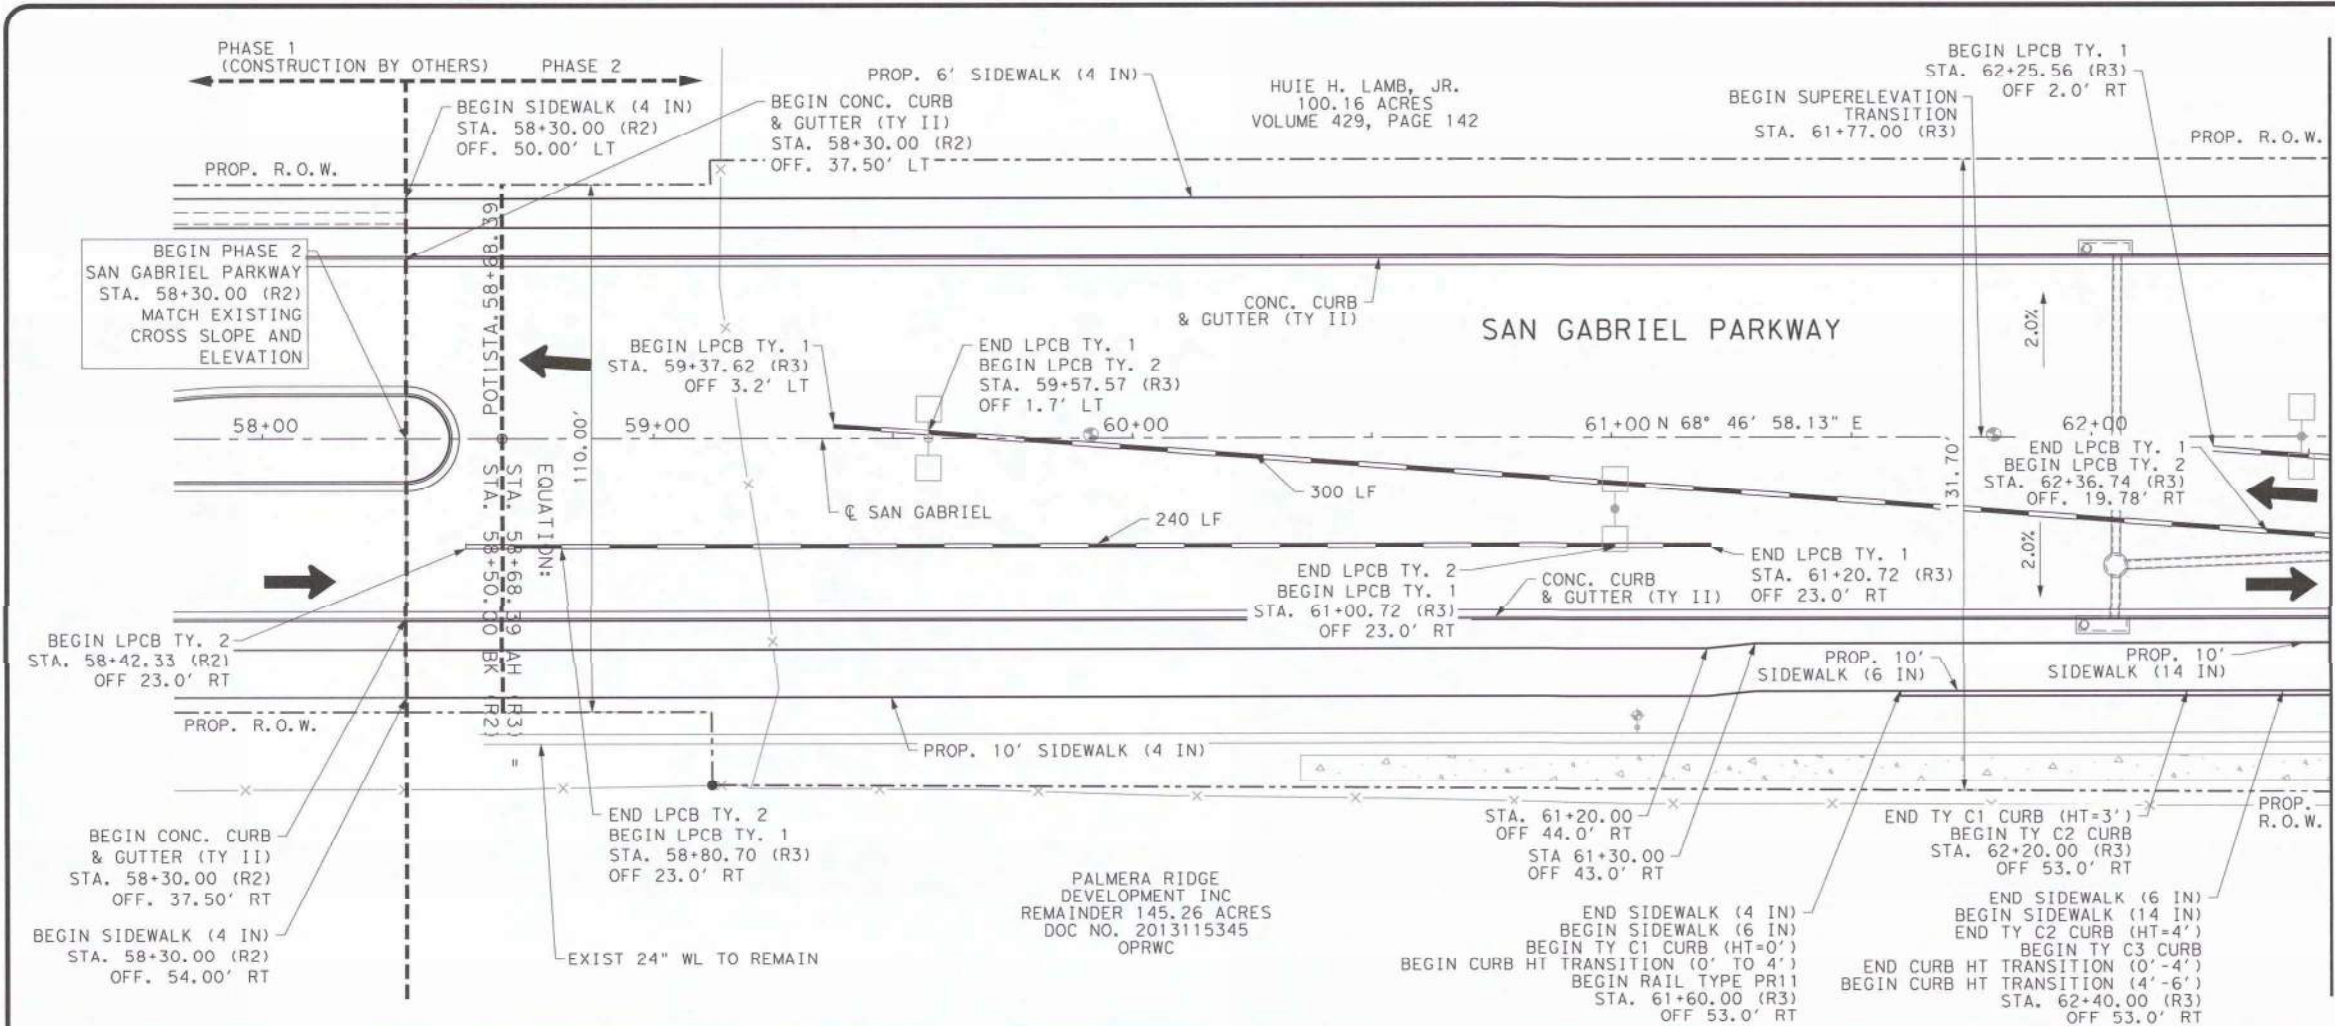 PHASE 1
(CONSTRUCTION BY OTHERS)
PHASE 2
BEGIN SIDEWALK (4 IN)
STA. 58+30.00 (R2)
OFF. 50.00' LT
BEGIN CONC. CURB
& GUTTER (TY II)
STA. 58+30.00 (R2)
OFF. 37.50' LT
PROP. 6' SIDEWALK (4 IN)
HUIE H. LAMB, JR.
100.16 ACRES
VOLUME 429, PAGE 142
BEGIN SUPERELEVATION
TRANSITION
STA. 61+77.00 (R3)
BEGIN LPCB TY. 1
STA. 62+25.56 (R3)
OFF 2.0' RT
PROP. R.O.W.
PROP. R.O.W.
BEGIN PHASE 2
SAN GABRIEL PARKWAY
STA. 58+30.00 (R2)
MATCH EXISTING
CROSS SLOPE AND
ELEVATION
CONC. CURB
& GUTTER (TY II)
SAN GABRIEL PARKWAY
2.0%
BEGIN LPCB TY. 1
STA. 59+37.62 (R3)
OFF 3.2' LT
END LPCB TY. 1
BEGIN LPCB TY. 2
STA. 59+57.57 (R3)
OFF 1.7' LT
58+00
59+00
60+00
61+00
N 68° 46' 58.13" E
62+00
110.00'
131.70'
EQUATION:
STA. 58+68.39 AH (R3) =
STA. 58+50.00 BK (R2)
END LPCB TY. 1
BEGIN LPCB TY. 2
STA. 62+36.74 (R3)
OFF. 19.78' RT
300 LF
℄ SAN GABRIEL
240 LF
2.0%
END LPCB TY. 2
BEGIN LPCB TY. 1
STA. 61+00.72 (R3)
OFF 23.0' RT
CONC. CURB
& GUTTER (TY II)
END LPCB TY. 1
STA. 61+20.72 (R3)
OFF 23.0' RT
BEGIN LPCB TY. 2
STA. 58+42.33 (R2)
OFF 23.0' RT
PROP. 10'
SIDEWALK (6 IN)
PROP. 10'
SIDEWALK (14 IN)
PROP. R.O.W.
PROP. 10' SIDEWALK (4 IN)
PROP.
R.O.W.
BEGIN CONC. CURB
& GUTTER (TY II)
STA. 58+30.00 (R2)
OFF. 37.50' RT
END LPCB TY. 2
BEGIN LPCB TY. 1
STA. 58+80.70 (R3)
OFF 23.0' RT
STA. 61+20.00
OFF 44.0' RT
STA 61+30.00
OFF 43.0' RT
END TY C1 CURB (HT=3')
BEGIN TY C2 CURB
STA. 62+20.00 (R3)
OFF 53.0' RT
PALMERA RIDGE
DEVELOPMENT INC
REMAINDER 145.26 ACRES
DOC NO. 2013115345
OPRWC
BEGIN SIDEWALK (4 IN)
STA. 58+30.00 (R2)
OFF. 54.00' RT
EXIST 24" WL TO REMAIN
END SIDEWALK (4 IN)
BEGIN SIDEWALK (6 IN)
BEGIN TY C1 CURB (HT=0')
BEGIN CURB HT TRANSITION (0' TO 4')
BEGIN RAIL TYPE PR11
STA. 61+60.00 (R3)
OFF 53.0' RT
END SIDEWALK (6 IN)
BEGIN SIDEWALK (14 IN)
END TY C2 CURB (HT=4')
BEGIN TY C3 CURB
END CURB HT TRANSITION (0'-4')
BEGIN CURB HT TRANSITION (4'-6')
STA. 62+40.00 (R3)
OFF 53.0' RT